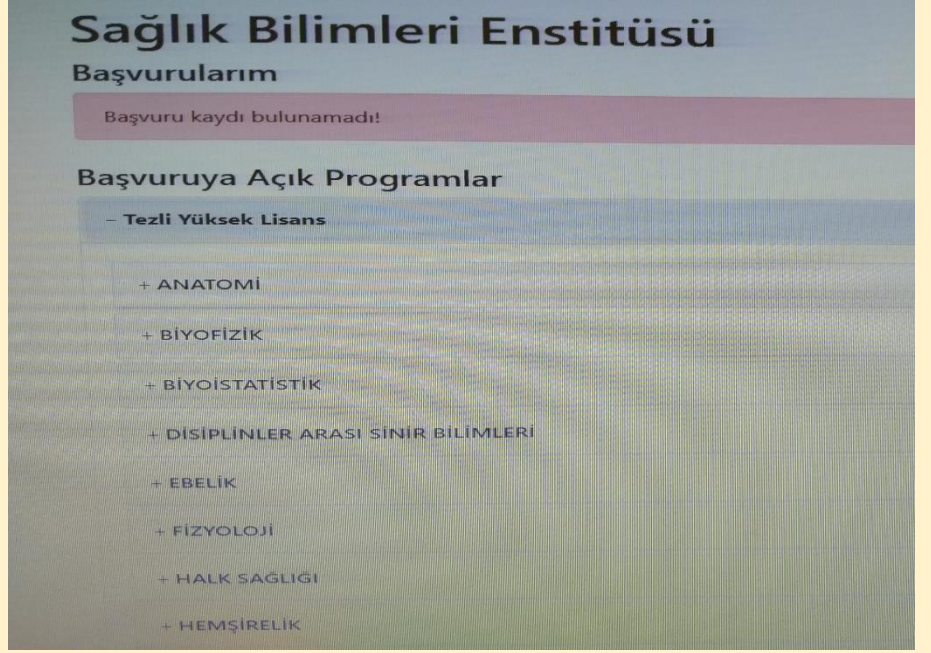 Sağlık Bilimleri Enstitüsü
Başvurularım
Başvuru kaydı bulunamadı!
Başvuruya Açık Programlar
– Tezli Yüksek Lisans
+ ANATOMİ
+ BİYOFİZİK
+ BİYOİSTATİSTİK
+ DİSİPLİNLER ARASI SİNİR BİLİMLERİ
+ EBELİK
+ FİZYOLOJİ
+ HALK SAĞLIĞI
+ HEMŞİRELİK